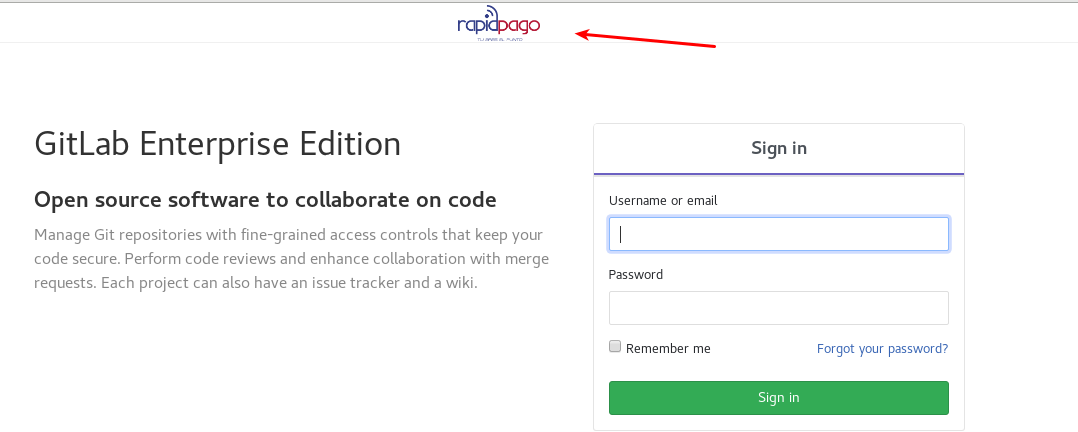 rapidpago
GitLab Enterprise Edition
Open source software to collaborate on code
Manage Git repositories with fine-grained access controls that keep your
code secure. Perform code reviews and enhance collaboration with merge
requests. Each project can also have an issue tracker and a wiki.
Sign in
Username or email
Password
Remember me
Forgot your password?
Sign in